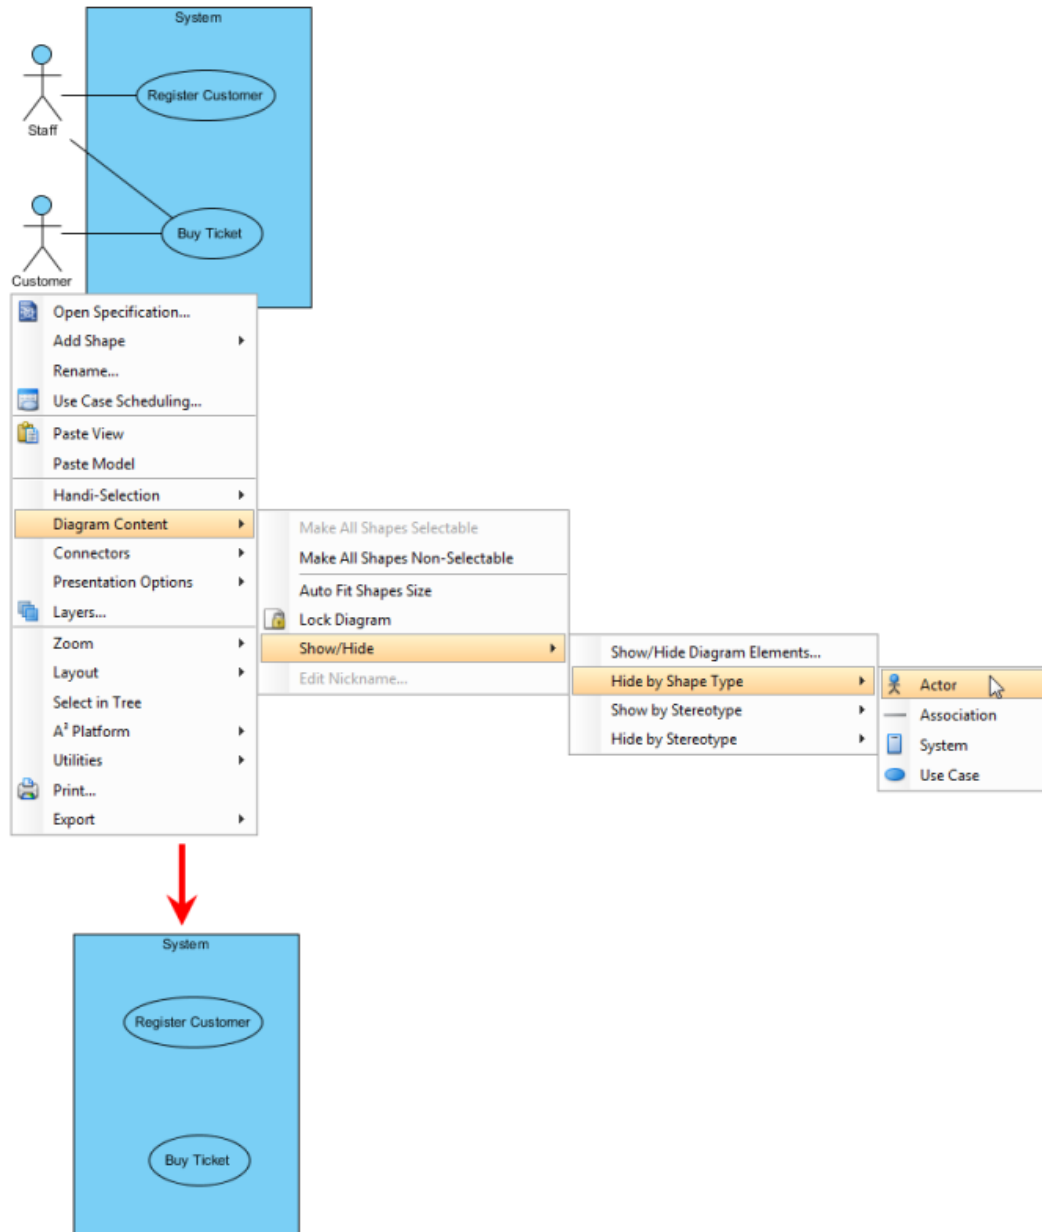 System
Register Customer
Staff
Buy Ticket
Customer
Open Specification...
Add Shape
Rename...
Use Case Scheduling...
Paste View
Paste Model
Handi-Selection
Diagram Content
Connectors
Presentation Options
Layers...
Zoom
Layout
Select in Tree
A² Platform
Utilities
Print...
Export
Make All Shapes Selectable
Make All Shapes Non-Selectable
Auto Fit Shapes Size
Lock Diagram
Show/Hide
Edit Nickname...
Show/Hide Diagram Elements...
Hide by Shape Type
Show by Stereotype
Hide by Stereotype
Actor
Association
System
Use Case
System
Register Customer
Buy Ticket